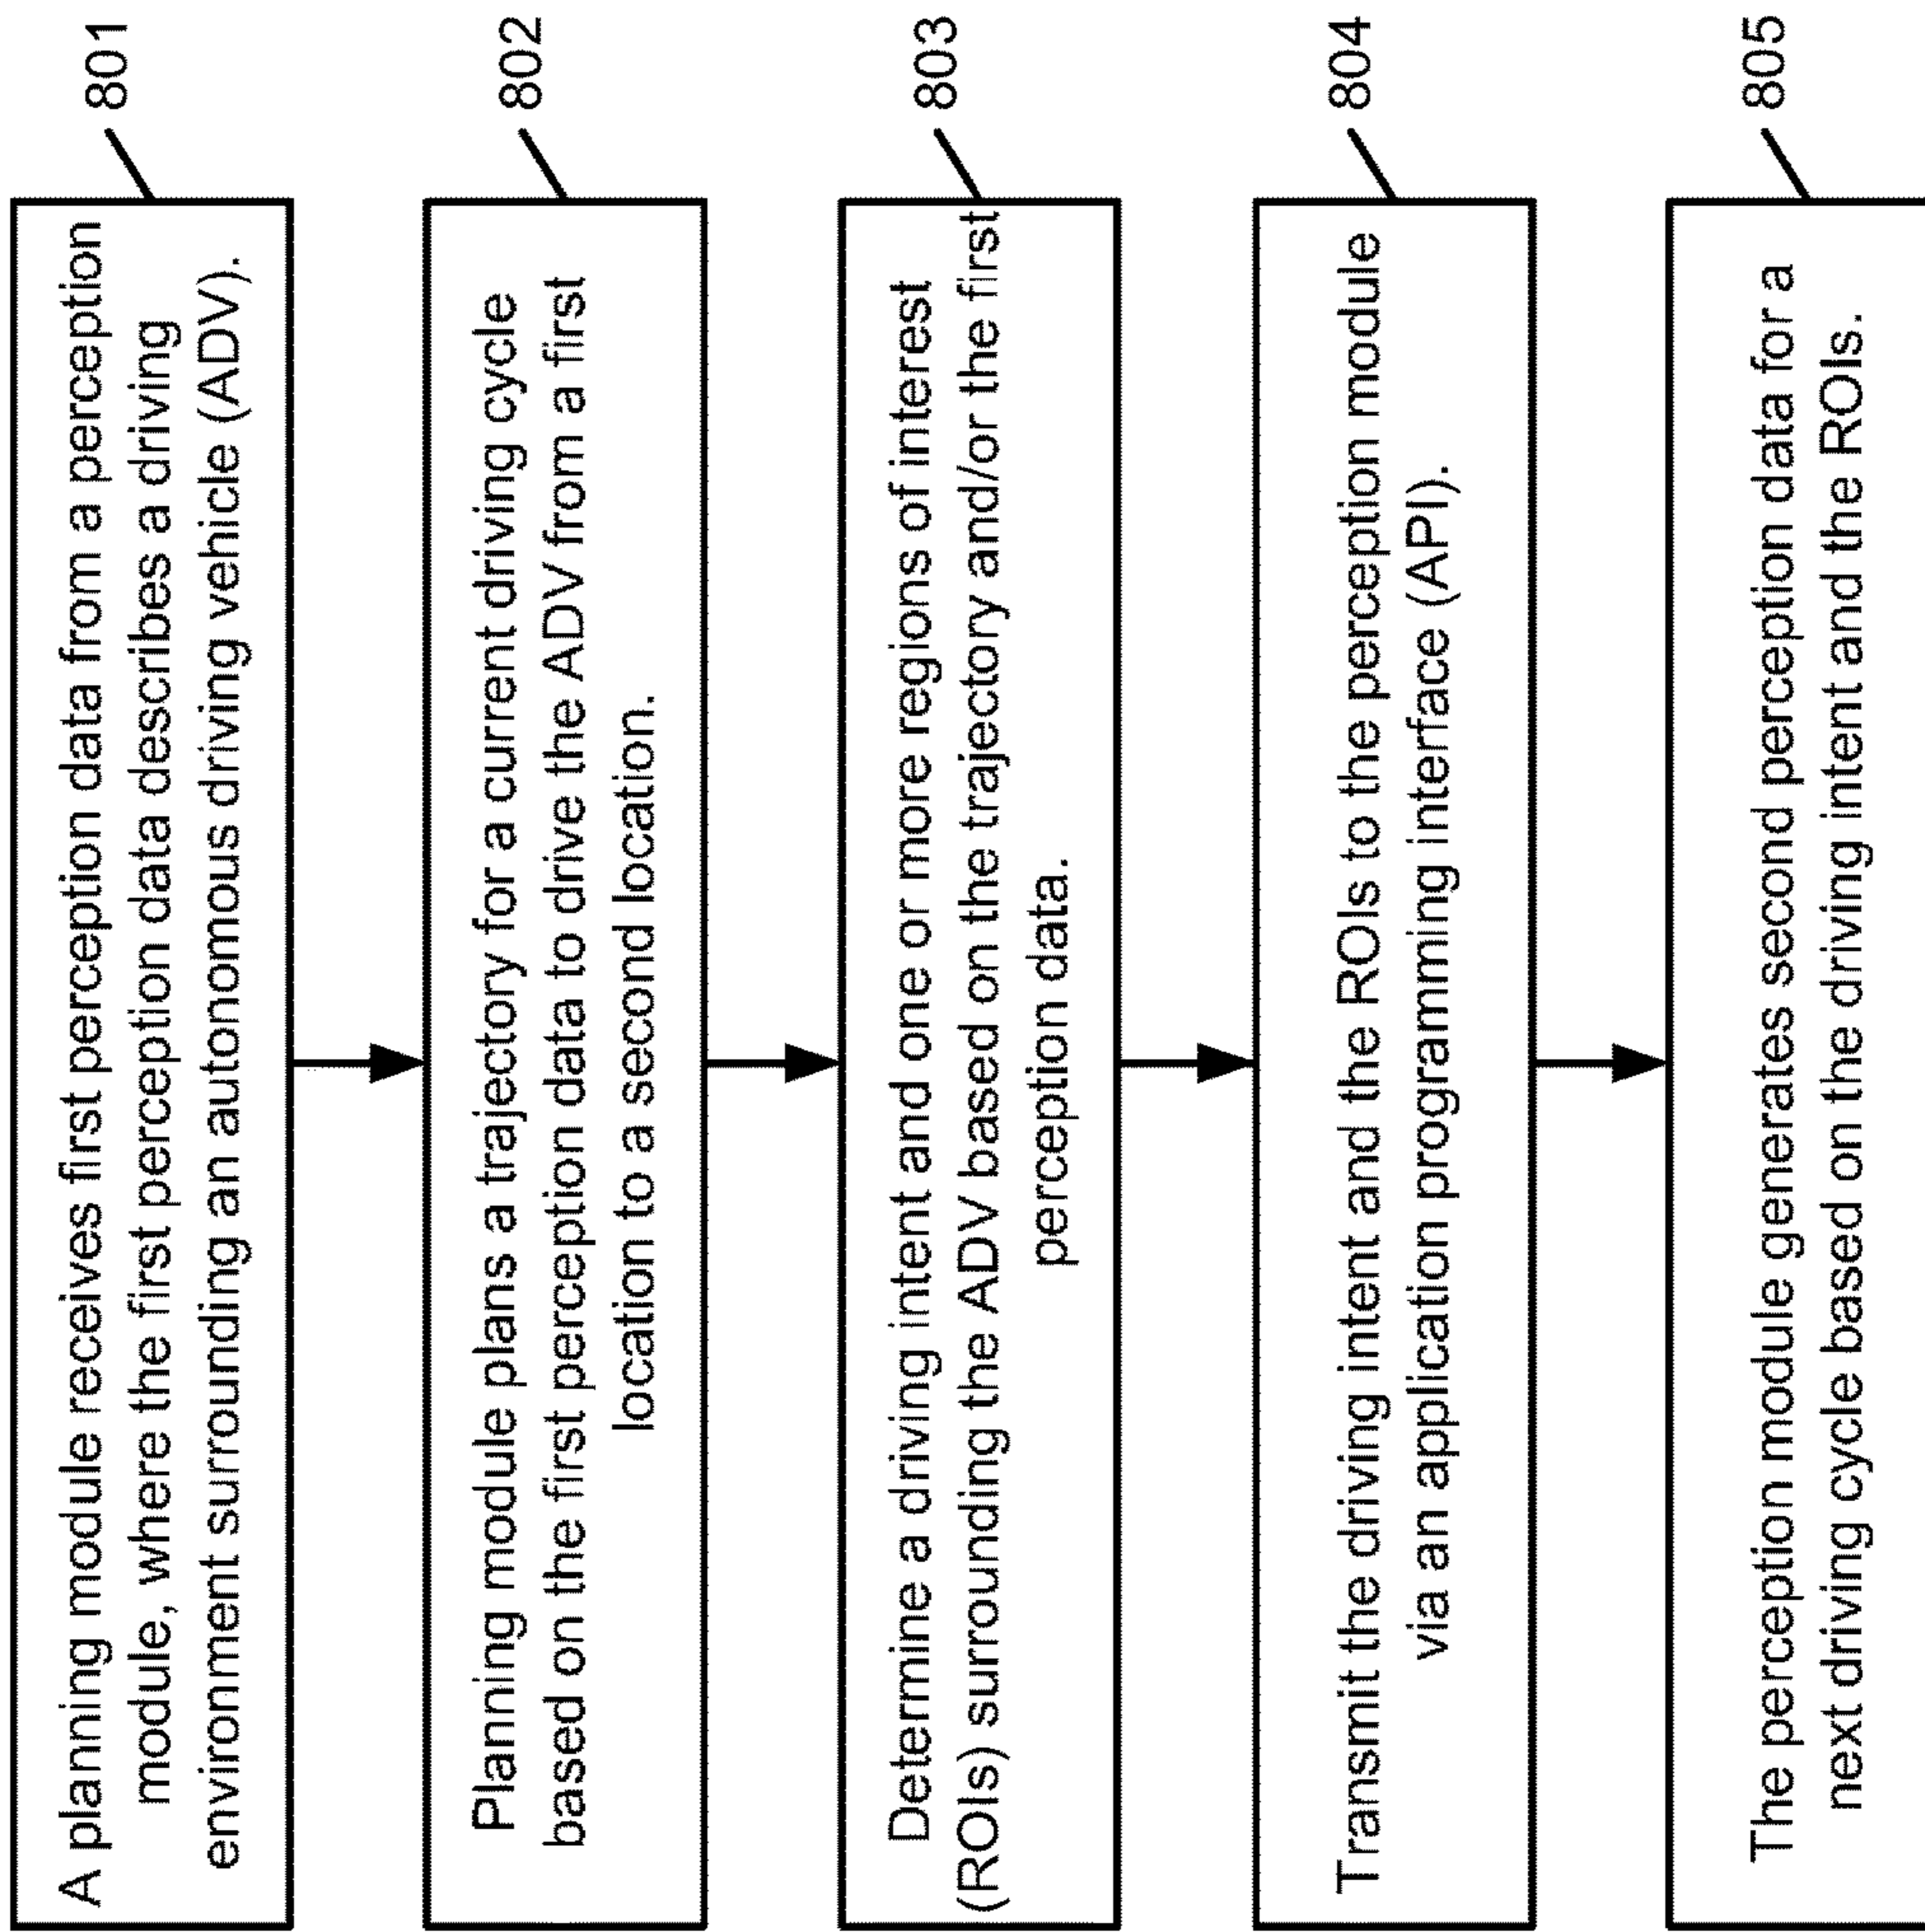 A planning module receives first perception data from a perception
module, where the first perception data describes a driving
environment surrounding an autonomous driving vehicle (ADV).
801
Planning module plans a trajectory for a current driving cycle
based on the first perception data to drive the ADV from a first
location to a second location.
802
Determine a driving intent and one or more regions of interest
(ROIs) surrounding the ADV based on the trajectory and/or the first
perception data.
803
Transmit the driving intent and the ROIs to the perception module
via an application programming interface (API).
804
The perception module generates second perception data for a
next driving cycle based on the driving intent and the ROIs.
805